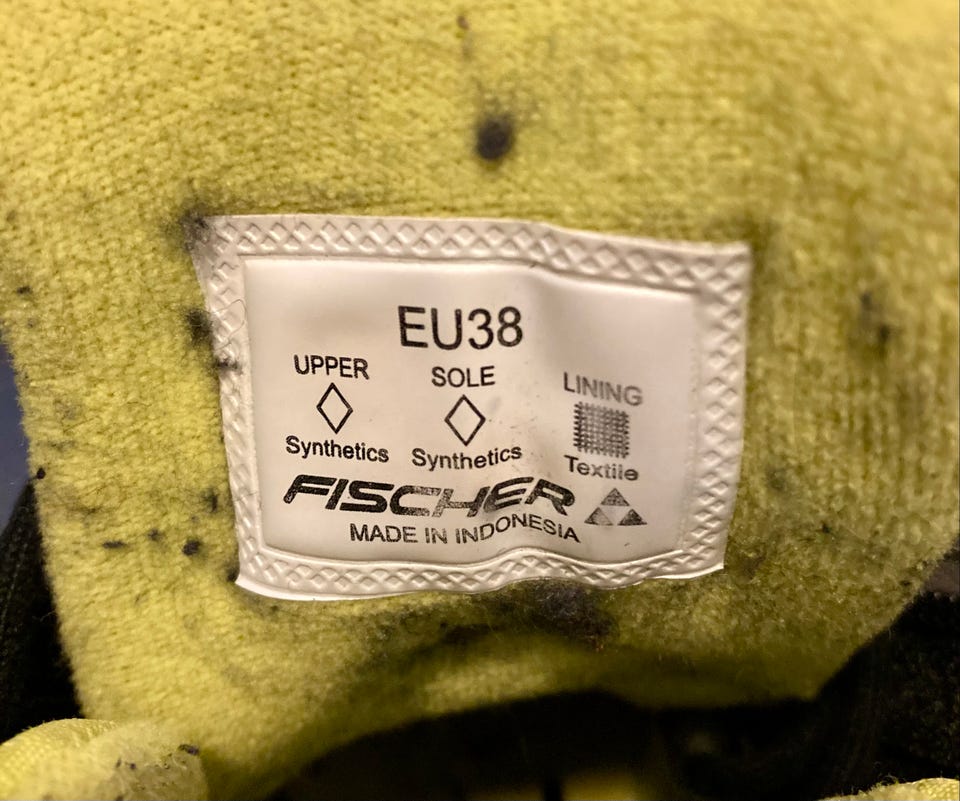 EU38
UPPER SOLE LINING
Synthetics Synthetics Textile
FISCHER
MADE IN INDONESIA